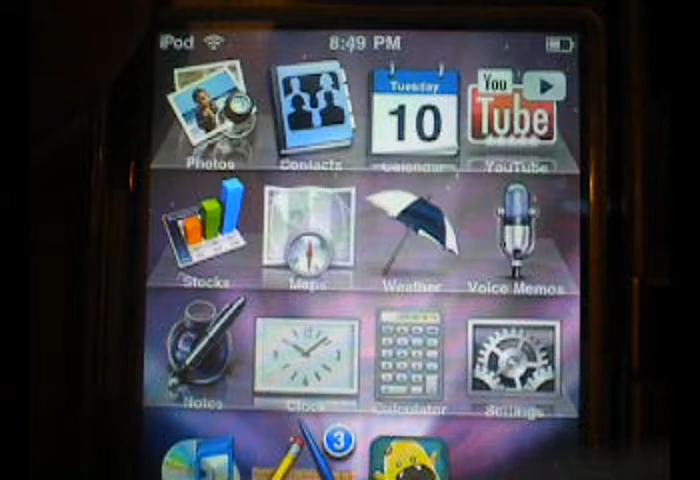 iPod 8:49 PM
Tuesday
10
You
Tube
Photos Contacts Calendar YouTube
Stocks Maps Weather Voice Memos
Notes Clock Calculator Settings
3